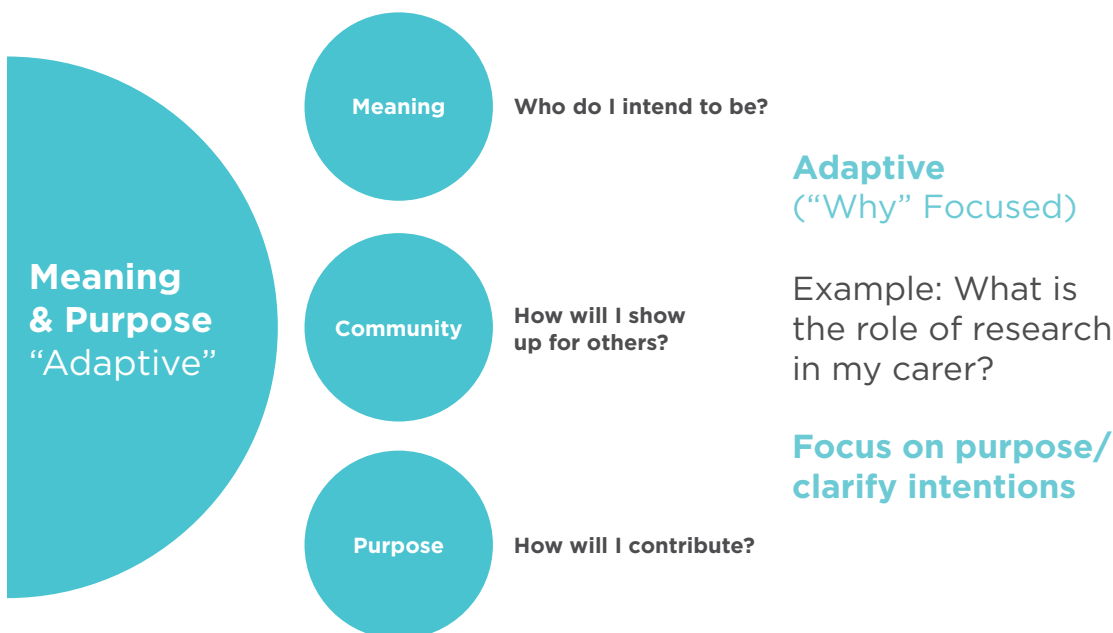 Meaning
& Purpose
“Adaptive”
Meaning
Who do I intend to be?
Community
How will I show
up for others?
Purpose
How will I contribute?
Adaptive
(“Why” Focused)
Example: What is
the role of research
in my carer?
Focus on purpose/
clarify intentions